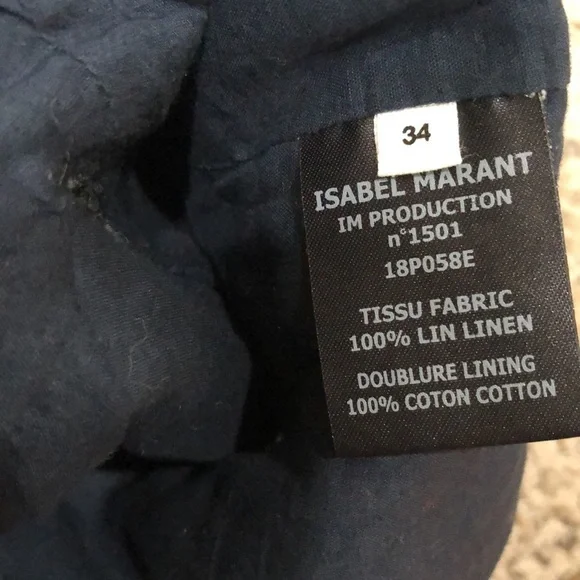 34
ISABEL MARANT
IM PRODUCTION
n°1501
18P058E
TISSU FABRIC
100% LIN LINEN
DOUBLURE LINING
100% COTON COTTON